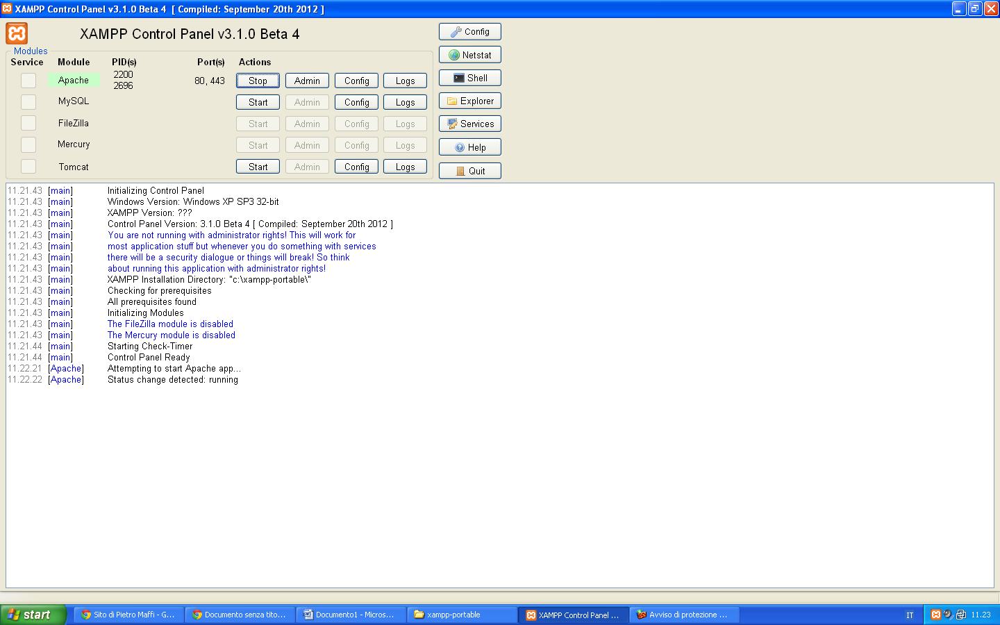 XAMPP Control Panel v3.1.0 Beta 4 [ Compiled: September 20th 2012 ]
XAMPP Control Panel v3.1.0 Beta 4
Config
Modules
Service Module PID(s) Port(s) Actions
Netstat
Apache 2200 2696 80, 443 Stop Admin Config Logs
Shell
MySQL Start Admin Config Logs
Explorer
FileZilla Start Admin Config Logs
Services
Mercury Start Admin Config Logs
Help
Tomcat Start Admin Config Logs
Quit
11.21.43 [main] Initializing Control Panel
11.21.43 [main] Windows Version: Windows XP SP3 32-bit
11.21.43 [main] XAMPP Version: ???
11.21.43 [main] Control Panel Version: 3.1.0 Beta 4 [ Compiled: September 20th 2012 ]
11.21.43 [main] You are not running with administrator rights! This will work for
11.21.43 [main] most application stuff but whenever you do something with services
11.21.43 [main] there will be a security dialogue or things will break! So think
11.21.43 [main] about running this application with administrator rights!
11.21.43 [main] XAMPP Installation Directory: "c:\xampp-portable\"
11.21.43 [main] Checking for prerequisites
11.21.43 [main] All prerequisites found
11.21.43 [main] Initializing Modules
11.21.43 [main] The FileZilla module is disabled
11.21.43 [main] The Mercury module is disabled
11.21.44 [main] Starting Check-Timer
11.21.44 [main] Control Panel Ready
11.22.21 [Apache] Attempting to start Apache app...
11.22.22 [Apache] Status change detected: running
start Sito di Pietro Maffi - G... Documento senza tito... Documento1 - Micros... xampp-portable XAMPP Control Panel ... Avviso di protezione ... IT 11.23